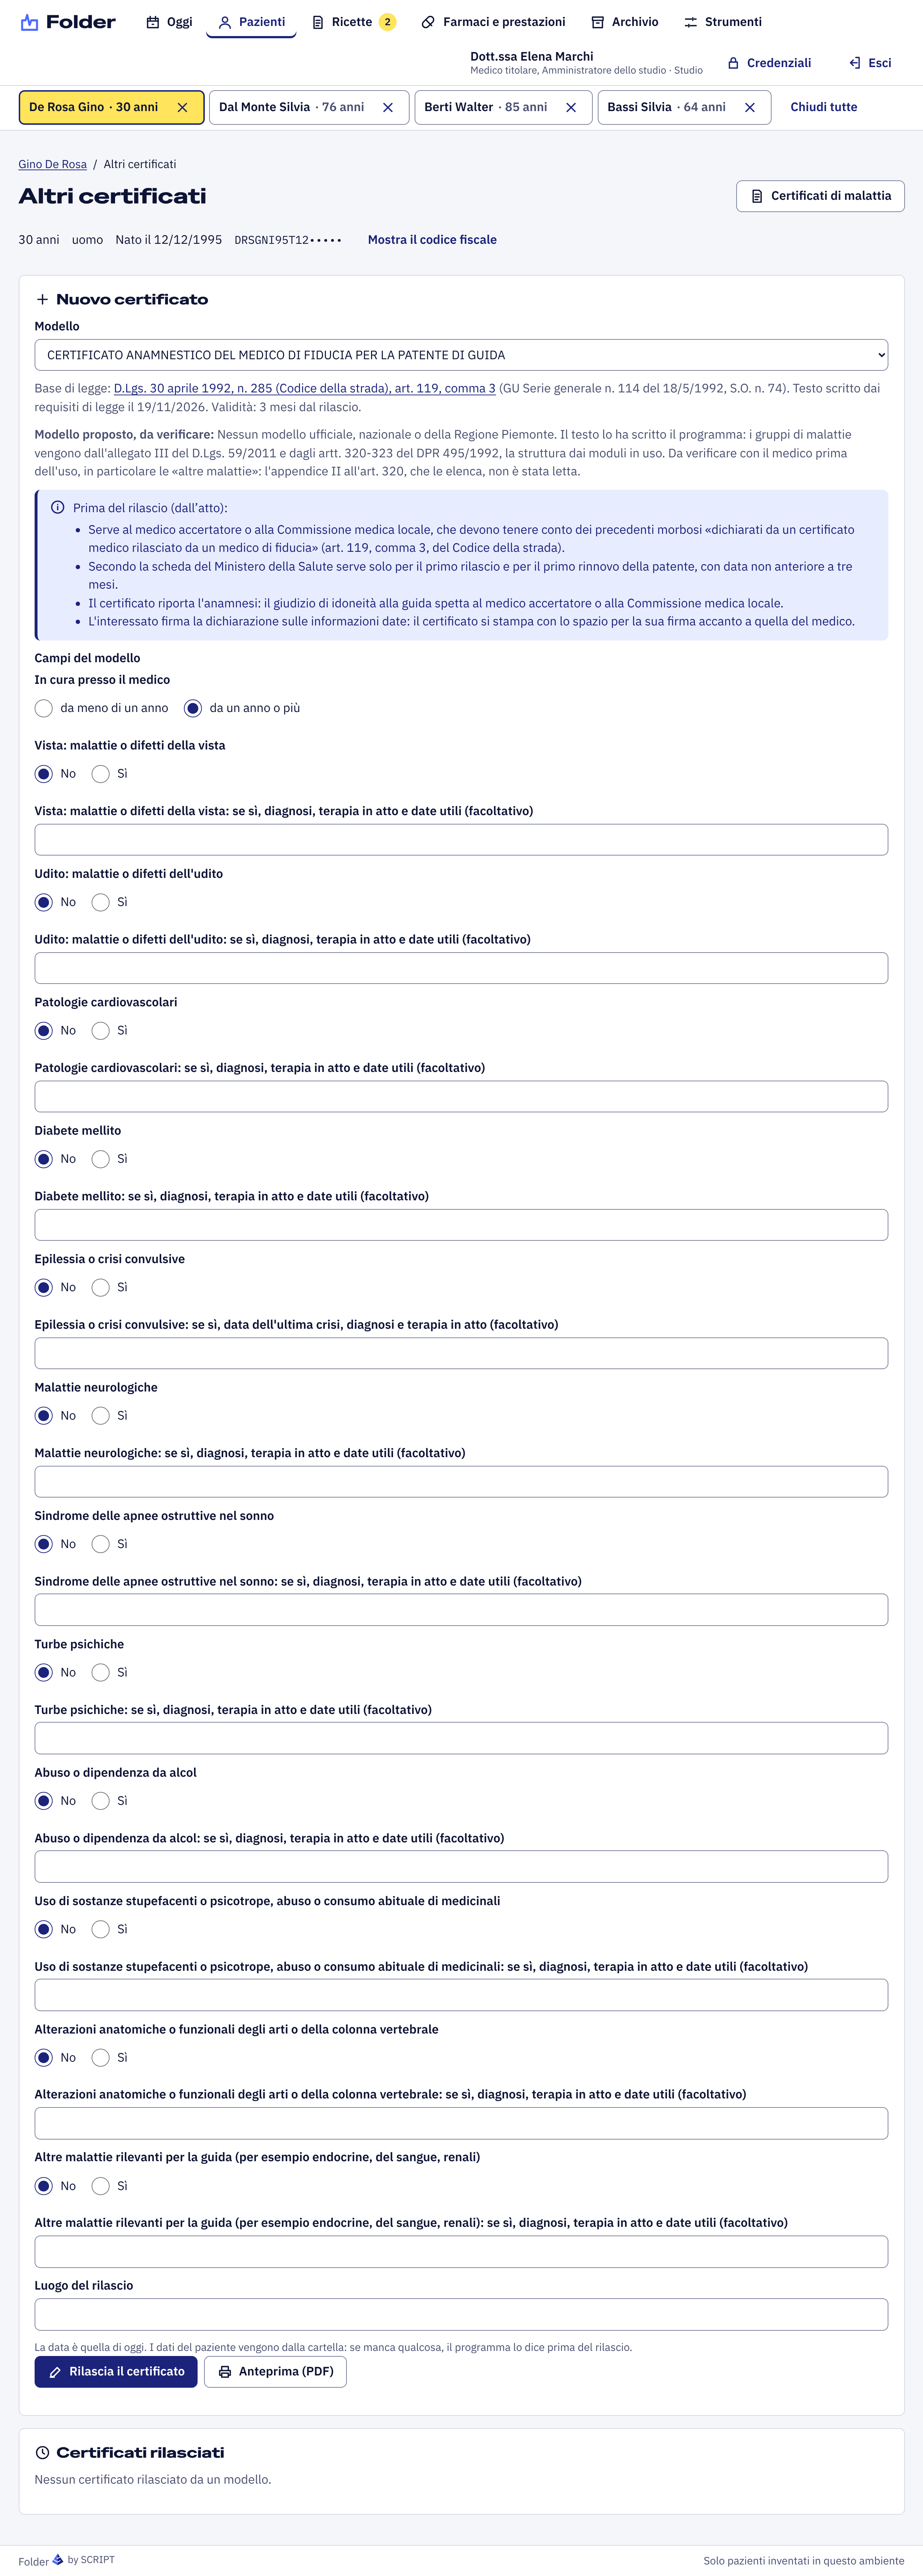 Folder
Oggi
Pazienti
Ricette 2
Farmaci e prestazioni
Archivio
Strumenti
Dott.ssa Elena Marchi
Medico titolare, Amministratore dello studio · Studio
Credenziali
Esci
De Rosa Gino · 30 anni
Dal Monte Silvia · 76 anni
Berti Walter · 85 anni
Bassi Silvia · 64 anni
Chiudi tutte
Gino De Rosa / Altri certificati
Altri certificati
Certificati di malattia
30 anni uomo Nato il 12/12/1995 DRSGNI95T12••••• Mostra il codice fiscale
Nuovo certificato
Modello
CERTIFICATO ANAMNESTICO DEL MEDICO DI FIDUCIA PER LA PATENTE DI GUIDA
Base di legge: D.Lgs. 30 aprile 1992, n. 285 (Codice della strada), art. 119, comma 3 (GU Serie generale n. 114 del 18/5/1992, S.O. n. 74). Testo scritto dai
requisiti di legge il 19/11/2026. Validità: 3 mesi dal rilascio.
Modello proposto, da verificare: Nessun modello ufficiale, nazionale o della Regione Piemonte. Il testo lo ha scritto il programma: i gruppi di malattie
vengono dall'allegato III del D.Lgs. 59/2011 e dagli artt. 320-323 del DPR 495/1992, la struttura dai moduli in uso. Da verificare con il medico prima
dell'uso, in particolare le «altre malattie»: l'appendice II all'art. 320, che le elenca, non è stata letta.
Prima del rilascio (dall’atto):
• Serve al medico accertatore o alla Commissione medica locale, che devono tenere conto dei precedenti morbosi «dichiarati da un certificato
medico rilasciato da un medico di fiducia» (art. 119, comma 3, del Codice della strada).
• Secondo la scheda del Ministero della Salute serve solo per il primo rilascio e per il primo rinnovo della patente, con data non anteriore a tre
mesi.
• Il certificato riporta l'anamnesi: il giudizio di idoneità alla guida spetta al medico accertatore o alla Commissione medica locale.
• L'interessato firma la dichiarazione sulle informazioni date: il certificato si stampa con lo spazio per la sua firma accanto a quella del medico.
Campi del modello
In cura presso il medico
da meno di un anno da un anno o più
Vista: malattie o difetti della vista
No Sì
Vista: malattie o difetti della vista: se sì, diagnosi, terapia in atto e date utili (facoltativo)
Udito: malattie o difetti dell'udito
No Sì
Udito: malattie o difetti dell'udito: se sì, diagnosi, terapia in atto e date utili (facoltativo)
Patologie cardiovascolari
No Sì
Patologie cardiovascolari: se sì, diagnosi, terapia in atto e date utili (facoltativo)
Diabete mellito
No Sì
Diabete mellito: se sì, diagnosi, terapia in atto e date utili (facoltativo)
Epilessia o crisi convulsive
No Sì
Epilessia o crisi convulsive: se sì, data dell'ultima crisi, diagnosi e terapia in atto (facoltativo)
Malattie neurologiche
No Sì
Malattie neurologiche: se sì, diagnosi, terapia in atto e date utili (facoltativo)
Sindrome delle apnee ostruttive nel sonno
No Sì
Sindrome delle apnee ostruttive nel sonno: se sì, diagnosi, terapia in atto e date utili (facoltativo)
Turbe psichiche
No Sì
Turbe psichiche: se sì, diagnosi, terapia in atto e date utili (facoltativo)
Abuso o dipendenza da alcol
No Sì
Abuso o dipendenza da alcol: se sì, diagnosi, terapia in atto e date utili (facoltativo)
Uso di sostanze stupefacenti o psicotrope, abuso o consumo abituale di medicinali
No Sì
Uso di sostanze stupefacenti o psicotrope, abuso o consumo abituale di medicinali: se sì, diagnosi, terapia in atto e date utili (facoltativo)
Alterazioni anatomiche o funzionali degli arti o della colonna vertebrale
No Sì
Alterazioni anatomiche o funzionali degli arti o della colonna vertebrale: se sì, diagnosi, terapia in atto e date utili (facoltativo)
Altre malattie rilevanti per la guida (per esempio endocrine, del sangue, renali)
No Sì
Altre malattie rilevanti per la guida (per esempio endocrine, del sangue, renali): se sì, diagnosi, terapia in atto e date utili (facoltativo)
Luogo del rilascio
La data è quella di oggi. I dati del paziente vengono dalla cartella: se manca qualcosa, il programma lo dice prima del rilascio.
Rilascia il certificato
Anteprima (PDF)
Certificati rilasciati
Nessun certificato rilasciato da un modello.
Folder by SCRIPT
Solo pazienti inventati in questo ambiente